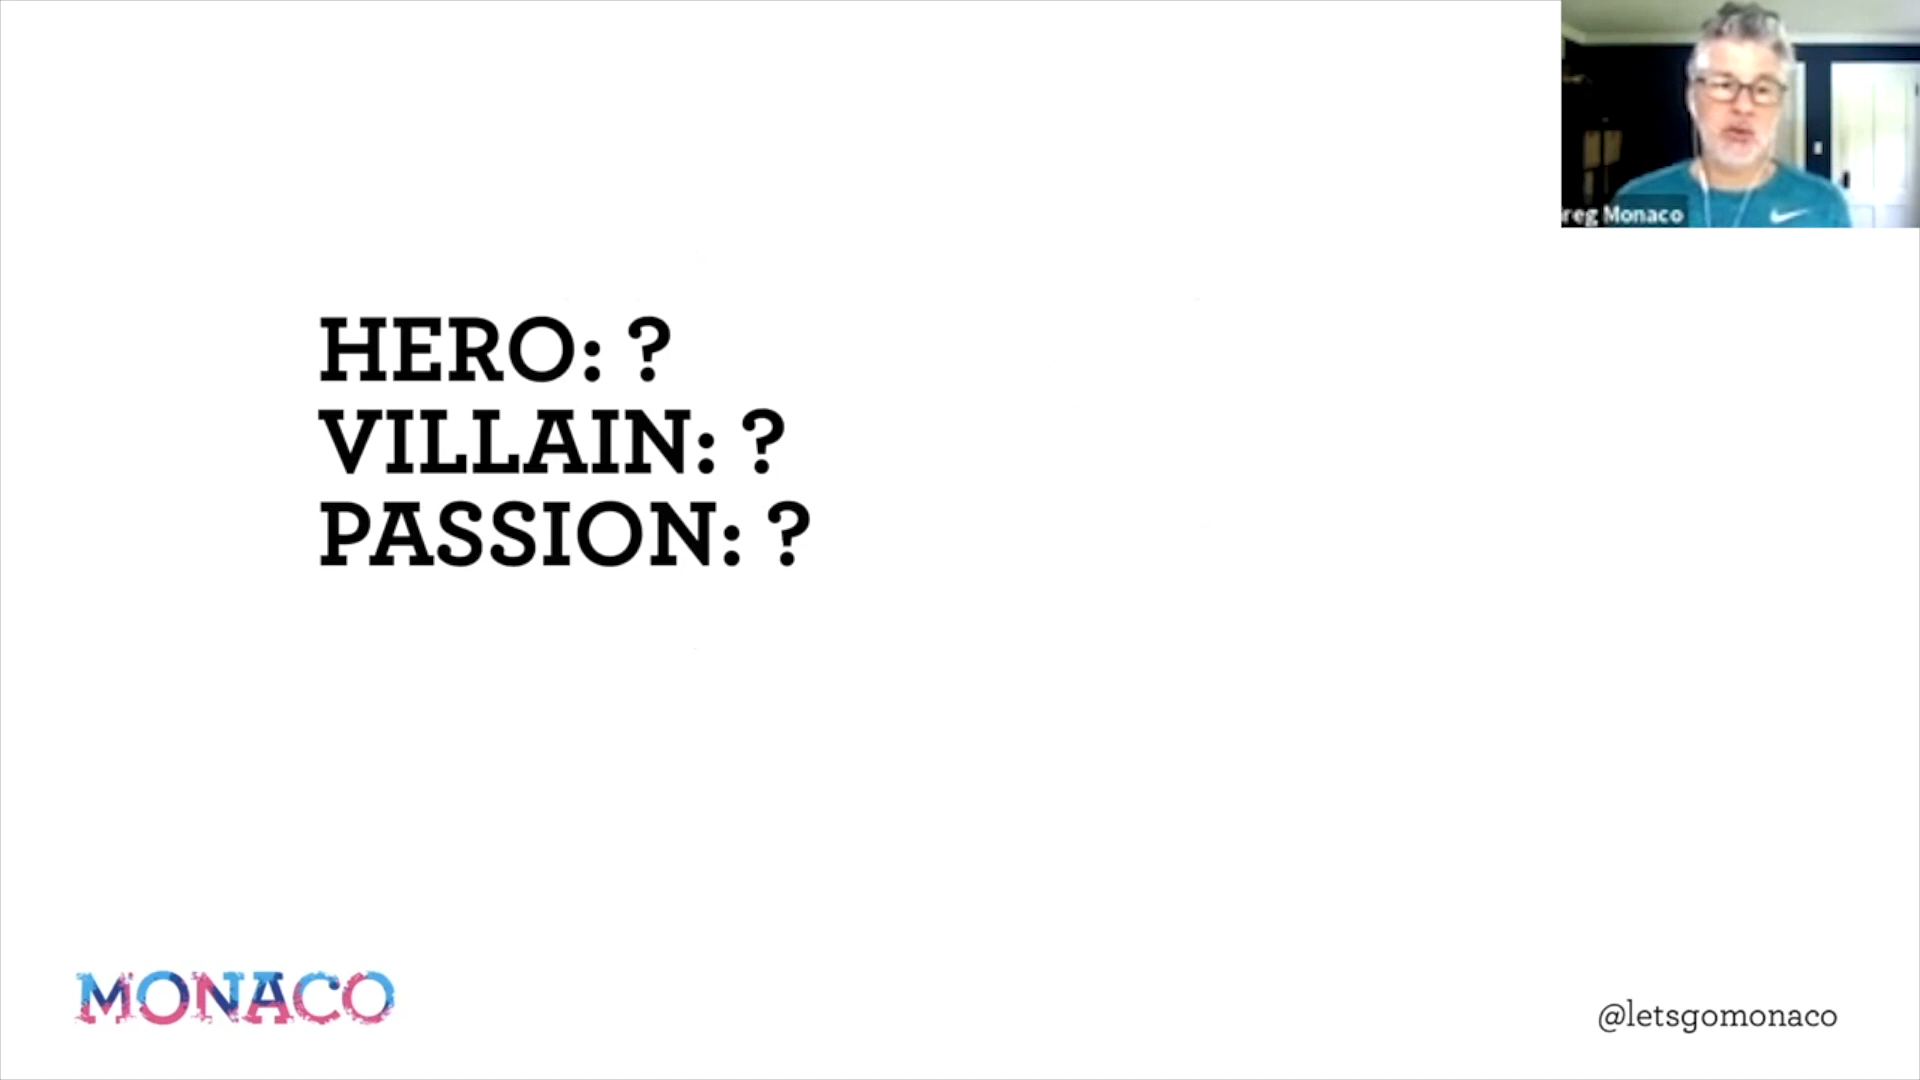 reg Monaco
HERO: ?
VILLAIN: ?
PASSION: ?
MONACO
@letsgomonaco